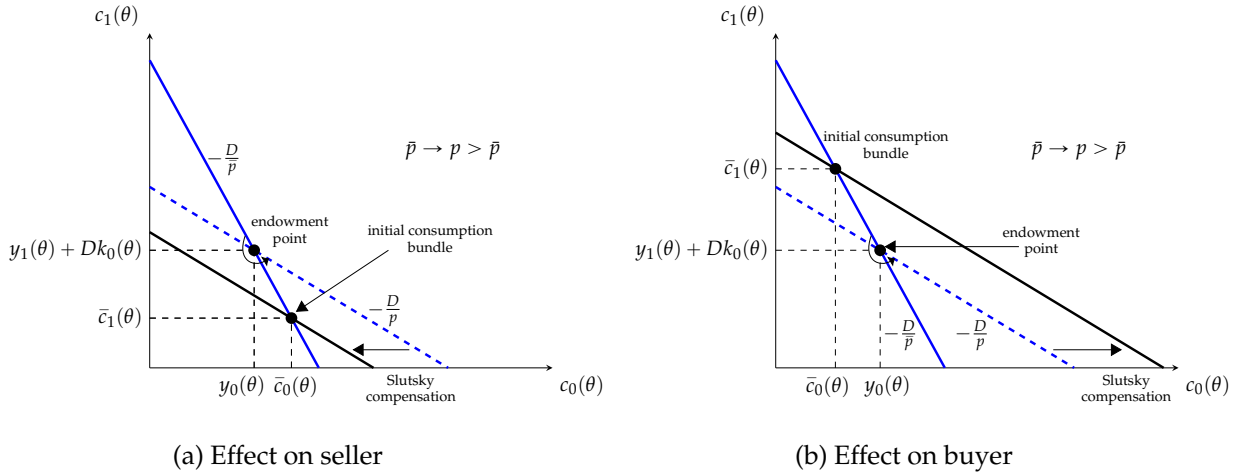 c₁(θ)
−D/p̄
p̄ → p > p̄
endowment
point
initial consumption
bundle
y₁(θ) + Dk₀(θ)
−D/p
c̄₁(θ)
y₀(θ) c̄₀(θ)
Slutsky
compensation
c₀(θ)
(a) Effect on seller
c₁(θ)
initial consumption
bundle
p̄ → p > p̄
c̄₁(θ)
endowment
point
y₁(θ) + Dk₀(θ)
−D/p̄ −D/p
c̄₀(θ) y₀(θ)
Slutsky
compensation
c₀(θ)
(b) Effect on buyer